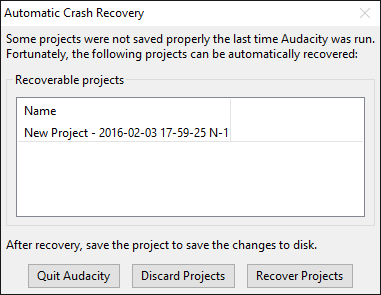 Automatic Crash Recovery
Some projects were not saved properly the last time Audacity was run.
Fortunately, the following projects can be automatically recovered:
Recoverable projects
Name
New Project - 2016-02-03 17-59-25 N-1
After recovery, save the project to save the changes to disk.
Quit Audacity
Discard Projects
Recover Projects